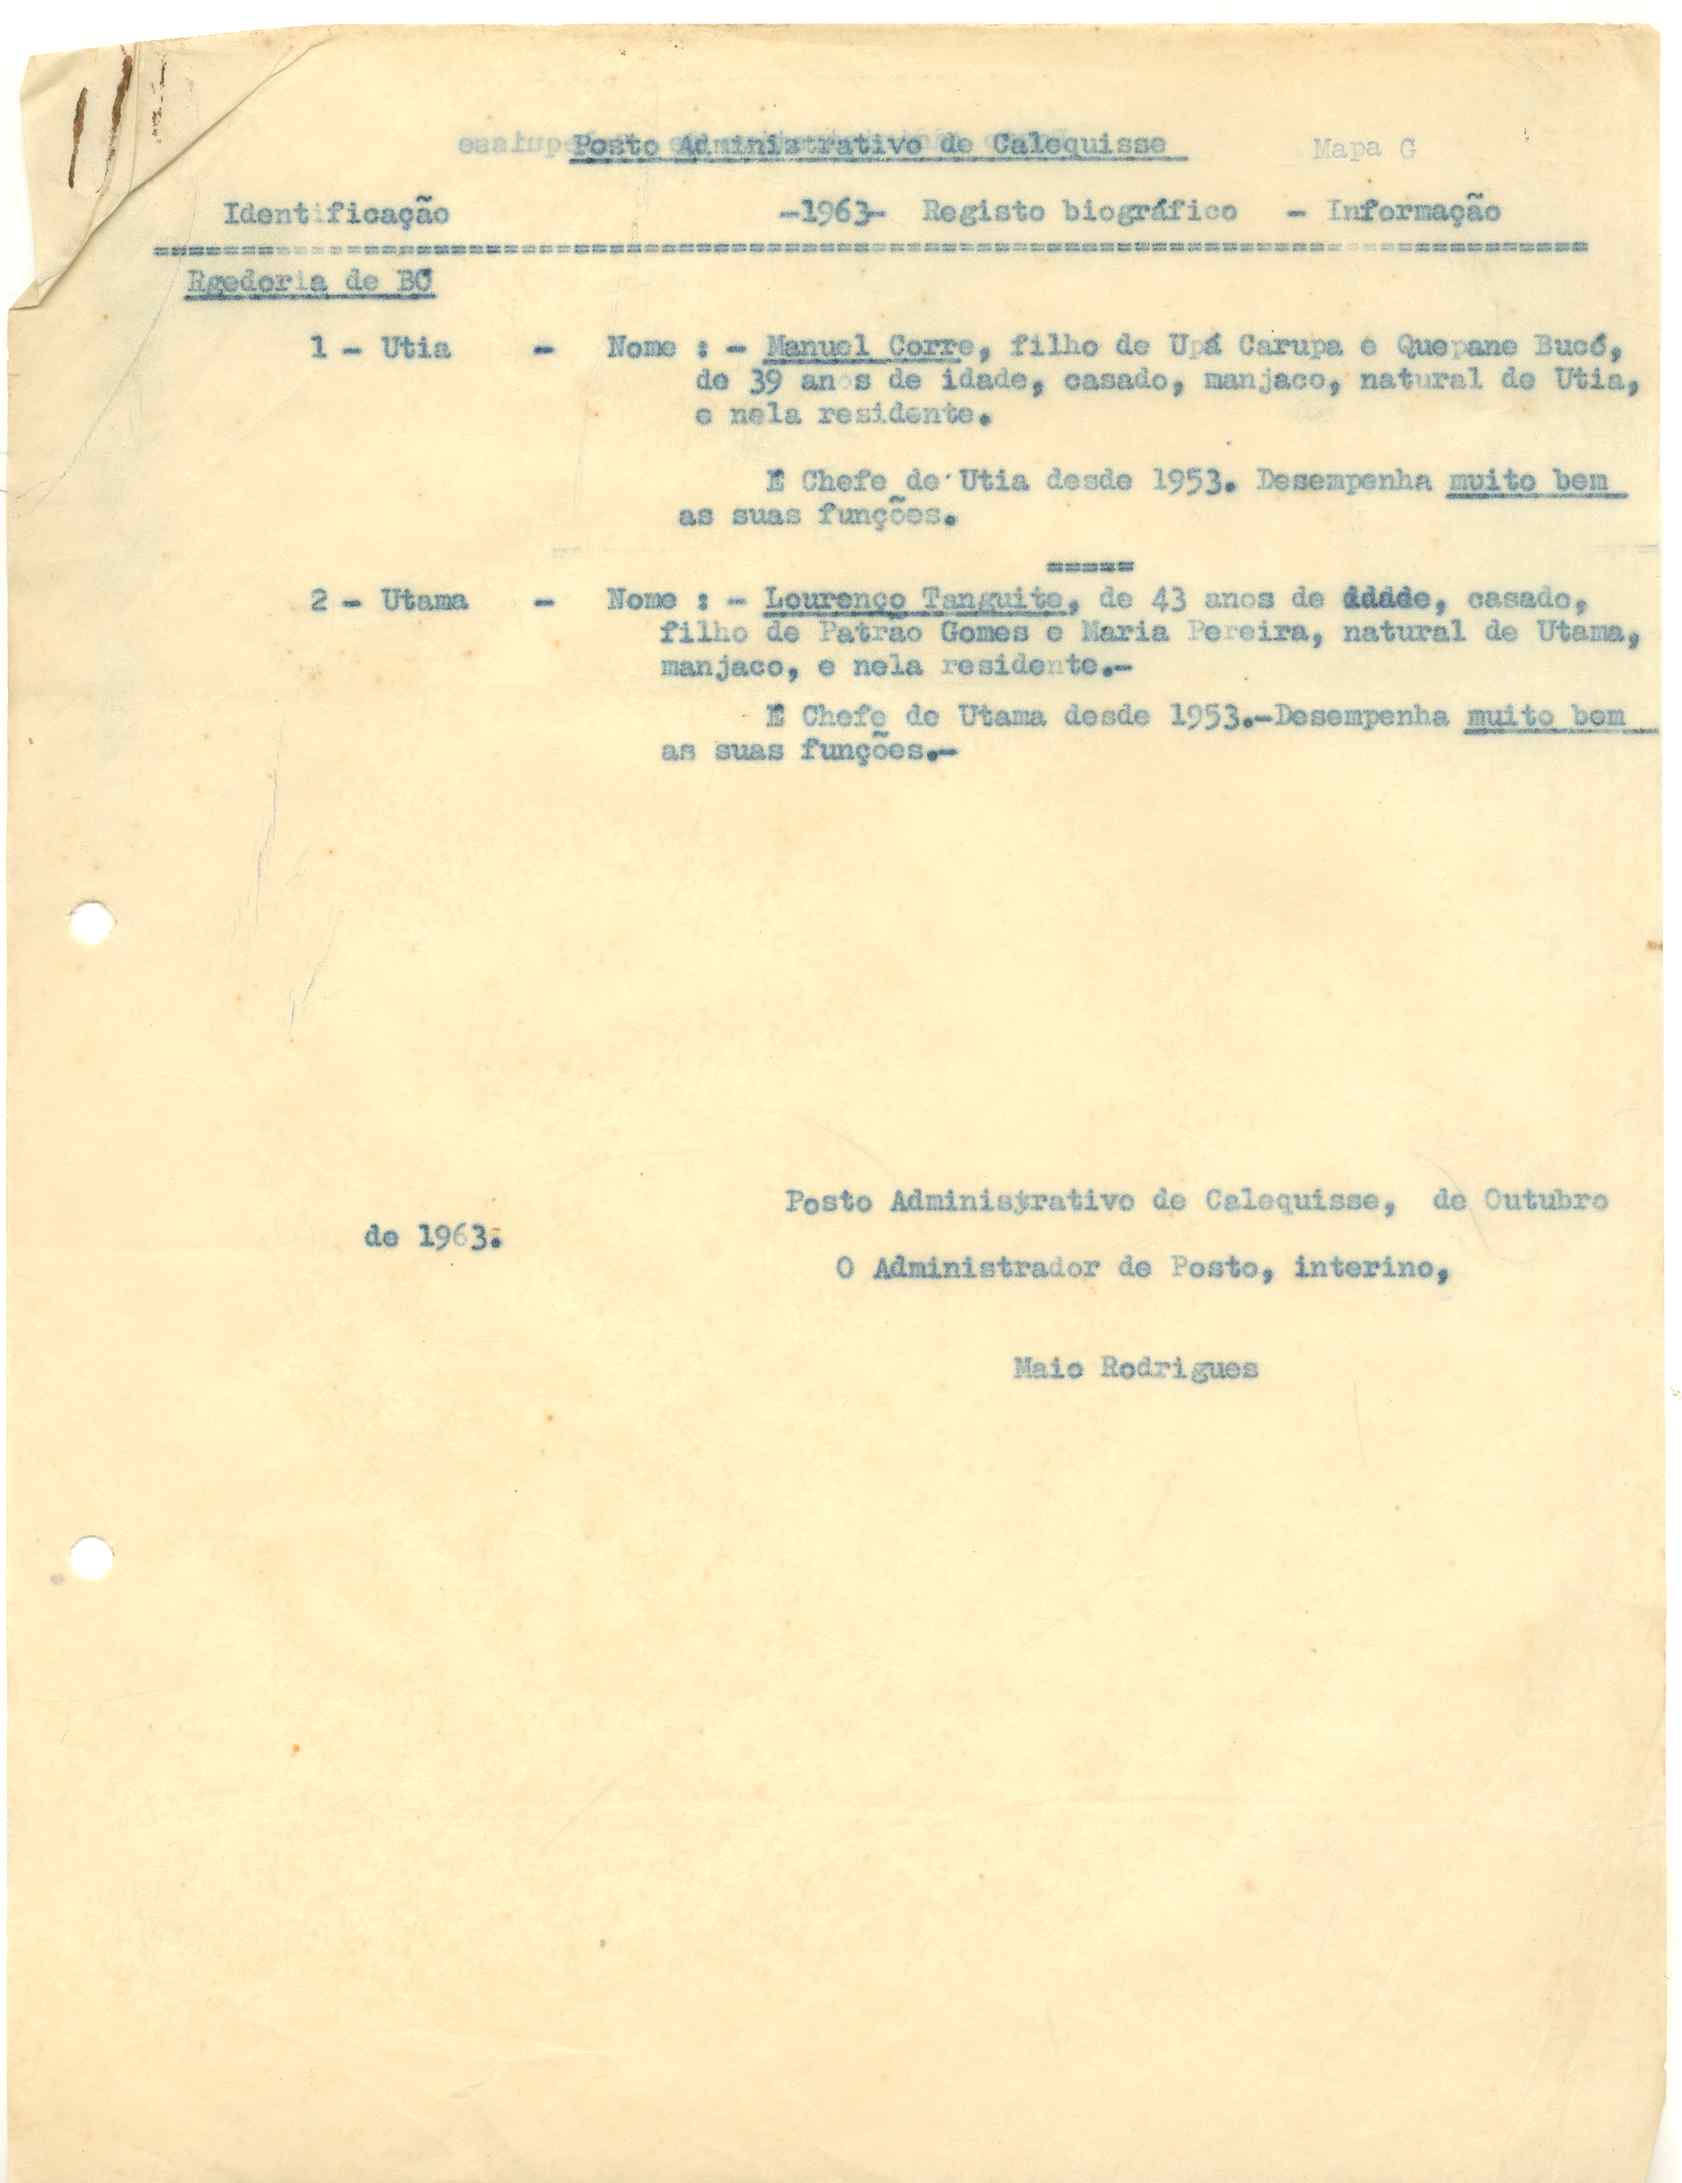 Posto Administrativo de Calequisse Mapa G
Identificação -1963- Registo biográfico - Informação
Rgedoria de BÓ
1 - Utia - Nome : - Manuel Corre, filho de Upá Carupa e Quepane Bucó,
de 39 anos de idade, casado, manjaco, natural de Utia,
e nela residente.
É Chefe de Utia desde 1953. Desempenha muito bem
as suas funções.
=====
2 - Utama - Nome : - Lourenço Tanguite, de 43 anos de idade, casado,
filho de Patrão Gomes e Maria Pereira, natural de Utama,
manjaco, e nela residente.-
É Chefe de Utama desde 1953.-Desempenha muito bem
as suas funções.-
Posto Administrativo de Calequisse, de Outubro
de 1963.
O Administrador de Posto, interino,
Maio Rodrigues